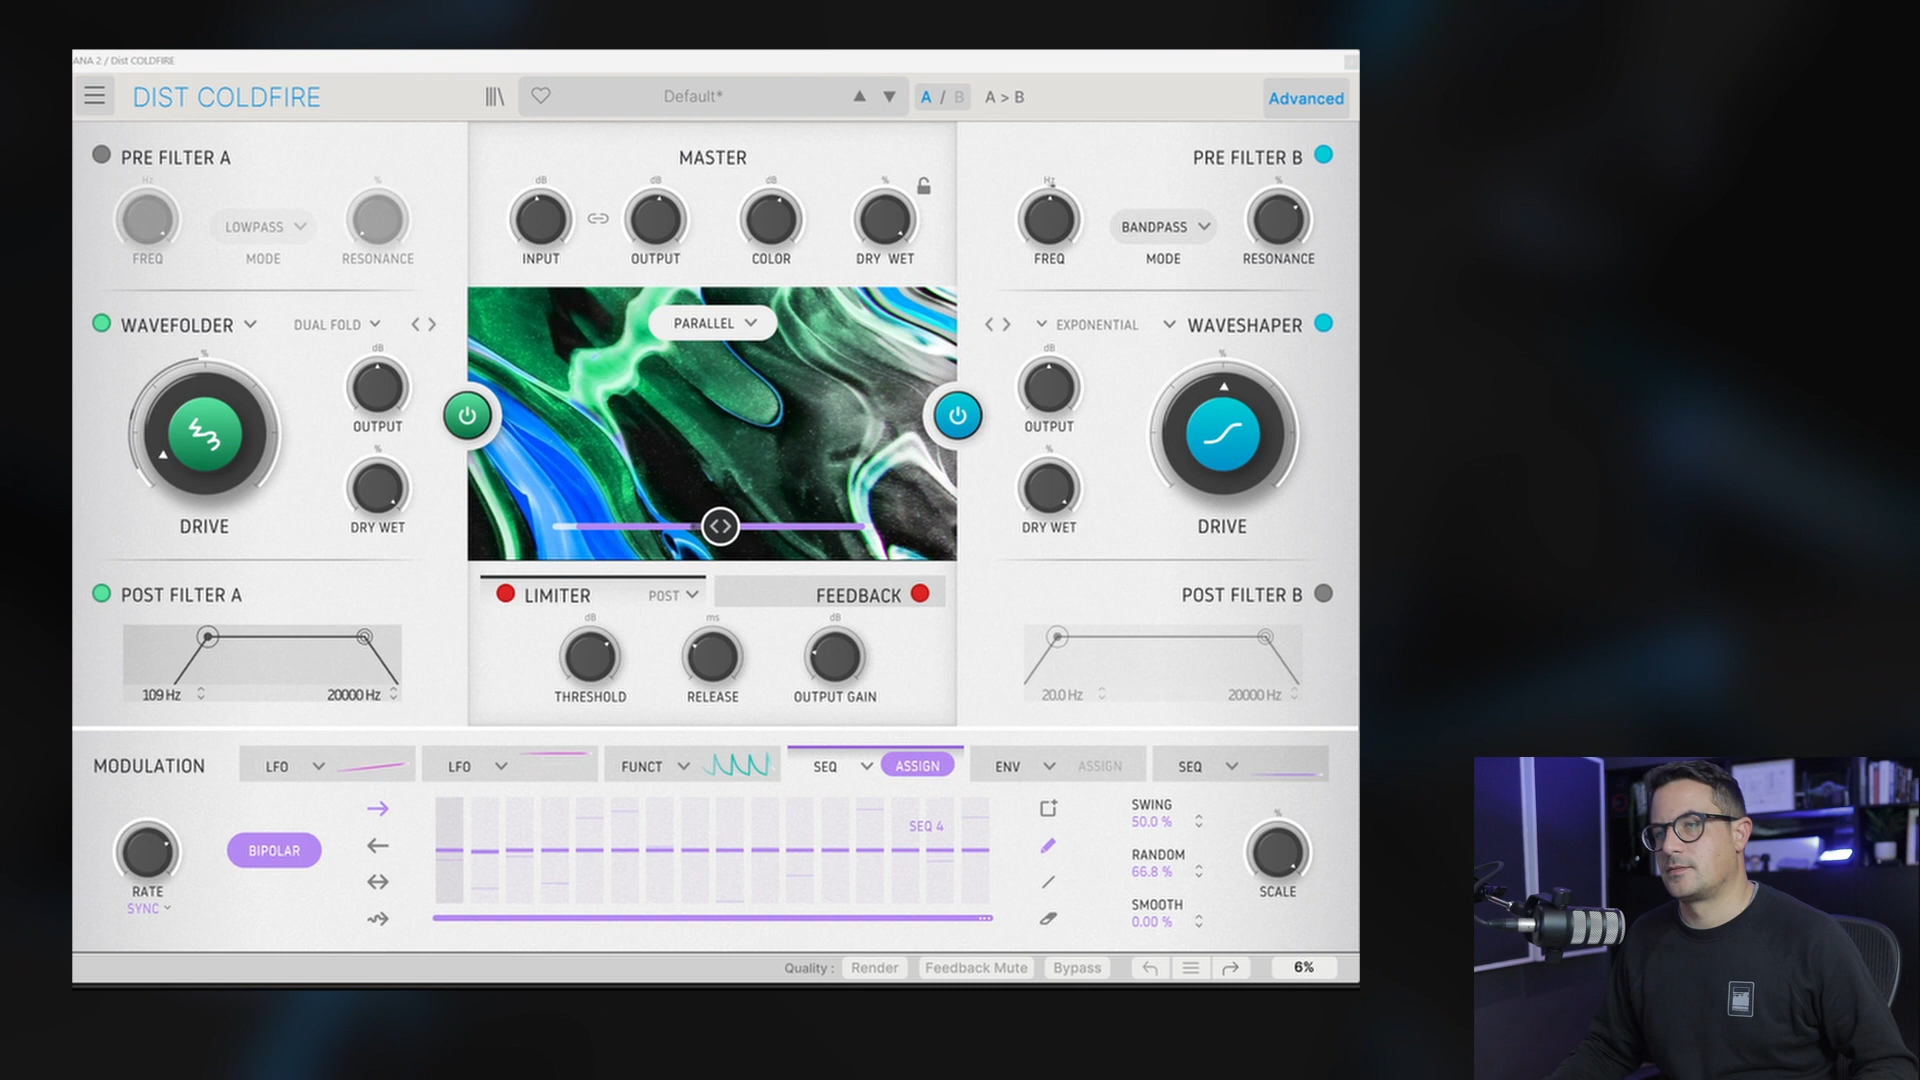 ANA 2 / Dist COLDFIRE
DIST COLDFIRE
Default*
A / B
A > B
Advanced
PRE FILTER A
Hz
%
LOWPASS
FREQ
MODE
RESONANCE
MASTER
dB
dB
dB
%
INPUT
OUTPUT
COLOR
DRY WET
PRE FILTER B
Hz
%
BANDPASS
FREQ
MODE
RESONANCE
WAVEFOLDER
DUAL FOLD
%
dB
OUTPUT
%
DRY WET
DRIVE
PARALLEL
EXPONENTIAL
WAVESHAPER
dB
%
OUTPUT
%
DRY WET
DRIVE
POST FILTER A
109 Hz
20000 Hz
LIMITER
POST
FEEDBACK
dB
ms
dB
THRESHOLD
RELEASE
OUTPUT GAIN
POST FILTER B
20.0 Hz
20000 Hz
MODULATION
LFO
LFO
FUNCT
SEQ
ASSIGN
ENV
ASSIGN
SEQ
RATE
SYNC
BIPOLAR
SEQ 4
SWING
50.0 %
RANDOM
66.8 %
SMOOTH
0.00 %
%
SCALE
Quality :
Render
Feedback Mute
Bypass
6%